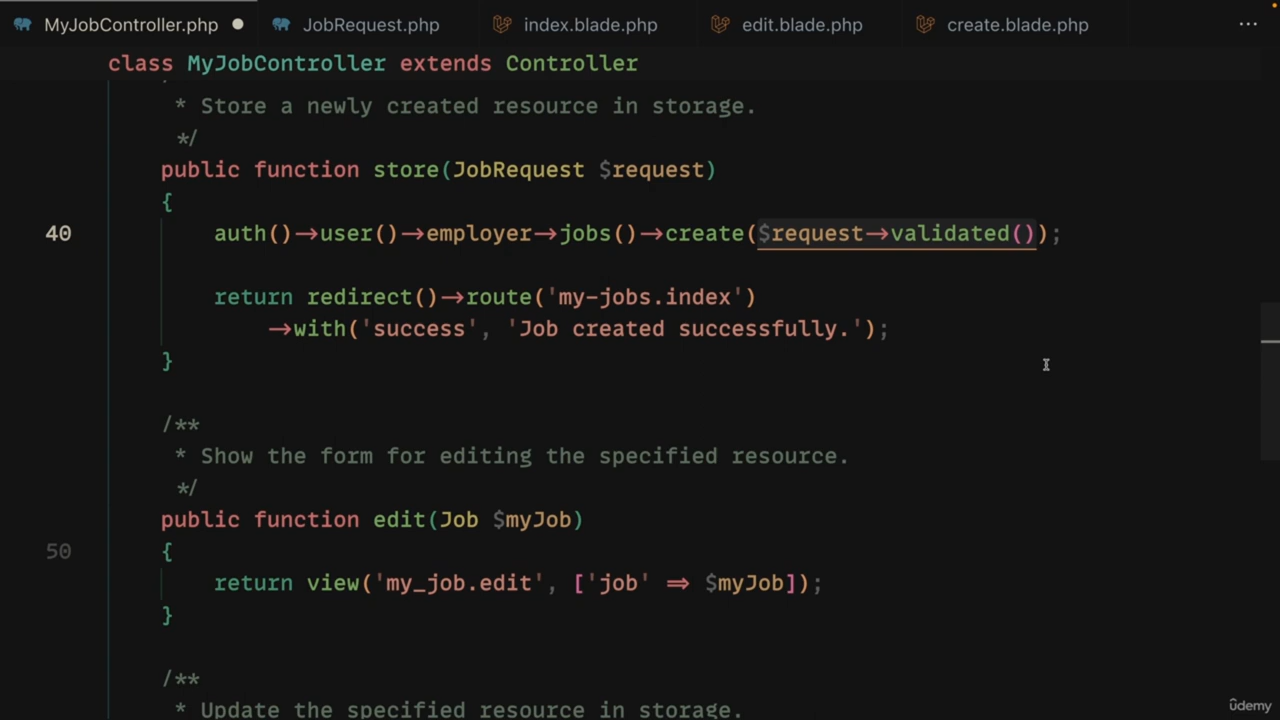 MyJobController.php JobRequest.php index.blade.php edit.blade.php create.blade.php ...
class MyJobController extends Controller
* Store a newly created resource in storage.
*/
public function store(JobRequest $request)
{
40 auth()->user()->employer->jobs()->create($request->validated());
return redirect()->route('my-jobs.index')
->with('success', 'Job created successfully.');
}
/**
* Show the form for editing the specified resource.
*/
public function edit(Job $myJob)
50 {
return view('my_job.edit', ['job' => $myJob]);
}
/**
* Update the specified resource in storage.
ûdemy